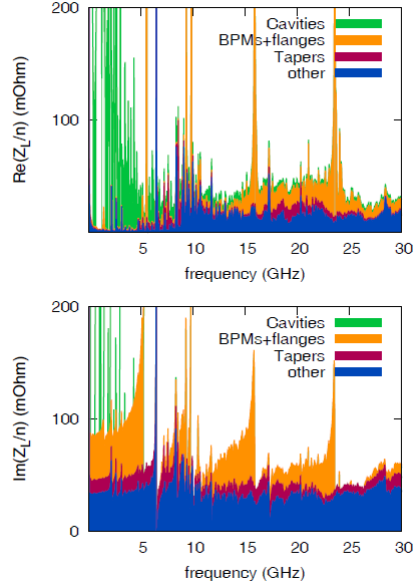 200
100
Re(Z_L/n) (mOhm)
Cavities
BPMs+flanges
Tapers
other
5 10 15 20 25 30
frequency (GHz)
200
100
0
Im(Z_L/n) (mOhm)
Cavities
BPMs+flanges
Tapers
other
5 10 15 20 25 30
frequency (GHz)